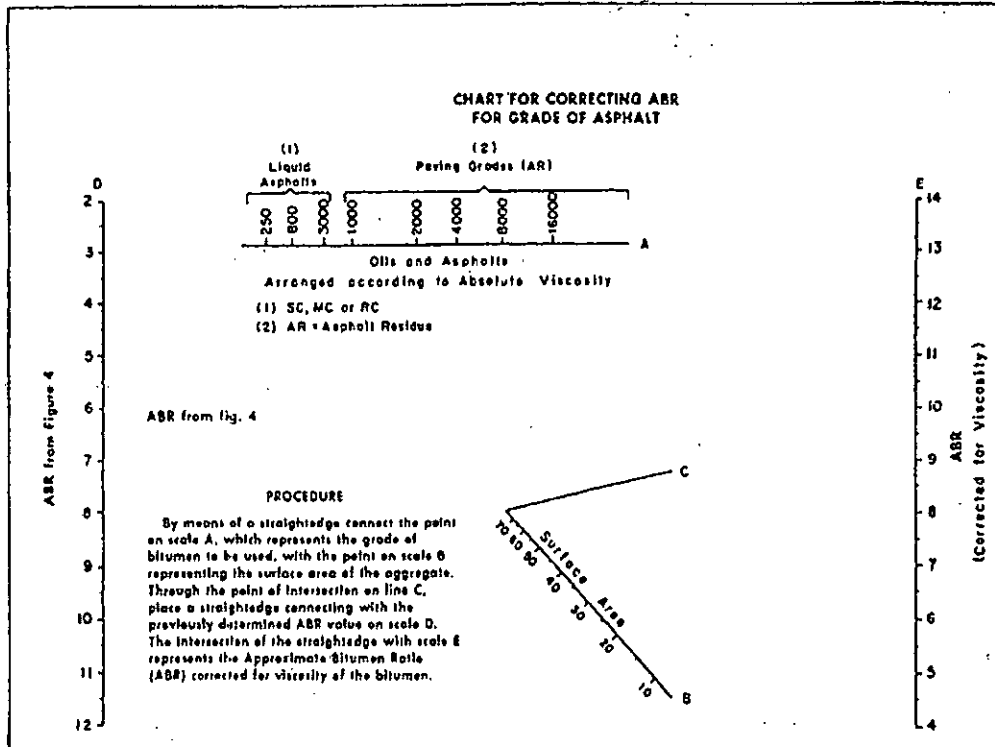 CHART FOR CORRECTING ABR
FOR GRADE OF ASPHALT
(1)
Liquid
Asphalts
(2)
Paving Grades (AR)
250
800
3000
1000
2000
4000
8000
16000
A
Oils and Asphalts
Arranged according to Absolute Viscosity
(1) SC, MC or RC
(2) AR = Asphalt Residue
D
2
3
4
5
6
7
8
9
10
11
12
ABR from Figure 4
ABR from fig. 4
PROCEDURE
By means of a straightedge connect the point
on scale A, which represents the grade of
bitumen to be used, with the point on scale B
representing the surface area of the aggregate.
Through the point of intersection on line C,
place a straightedge connecting with the
previously determined ABR value on scale D.
The intersection of the straightedge with scale E
represents the Approximate Bitumen Ratio
(ABR) corrected for viscosity of the bitumen.
C
Surface Area
70
60
50
40
30
20
10
B
E
14
13
12
11
10
9
8
7
6
5
4
ABR
(Corrected for Viscosity)